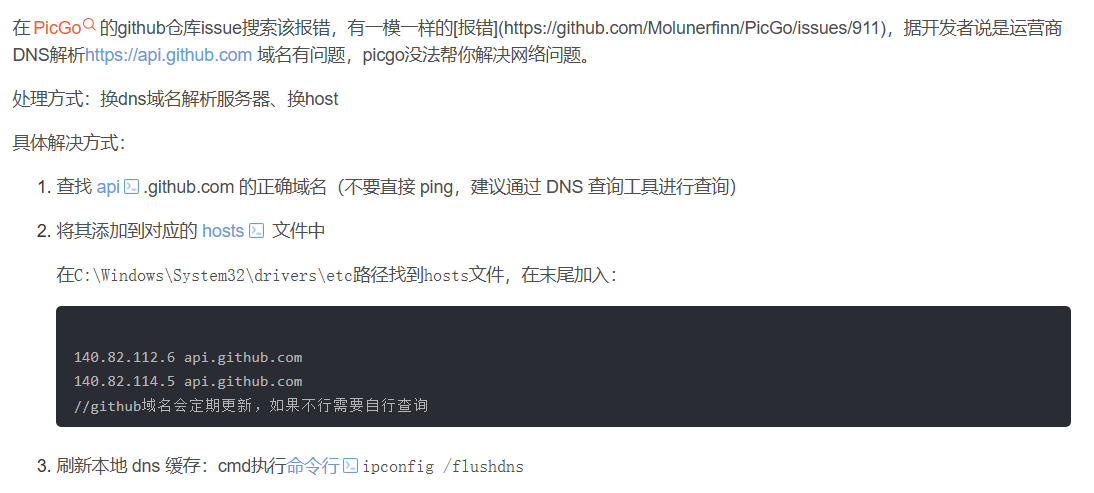 在 PicGo 的github仓库issue搜索该报错，有一模一样的[报错](https://github.com/Molunerfinn/PicGo/issues/911)，据开发者说是运营商
DNS解析https://api.github.com 域名有问题，picgo没法帮你解决网络问题。
处理方式：换dns域名解析服务器、换host
具体解决方式：
1. 查找 api .github.com 的正确域名（不要直接 ping，建议通过 DNS 查询工具进行查询）
2. 将其添加到对应的 hosts 文件中
在C:\Windows\System32\drivers\etc路径找到hosts文件，在末尾加入：
140.82.112.6 api.github.com
140.82.114.5 api.github.com
//github域名会定期更新，如果不行需要自行查询
3. 刷新本地 dns 缓存：cmd执行命令行 ipconfig /flushdns